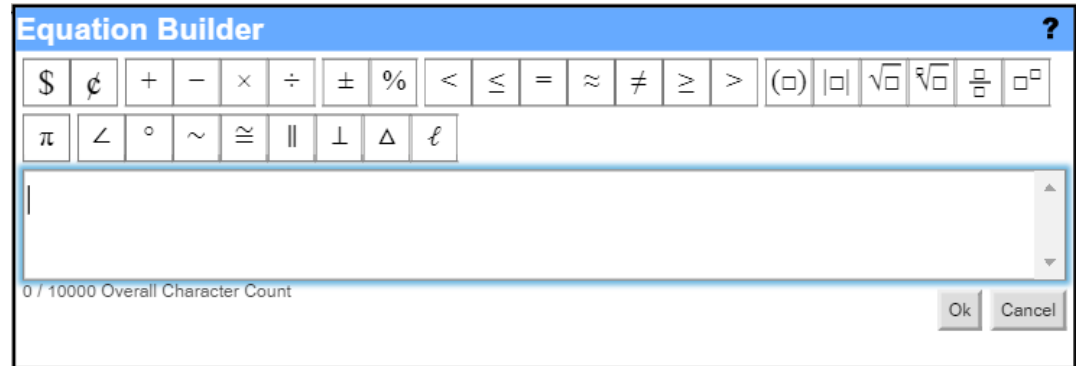 Equation Builder ?
$ ¢ + − × ÷ ± % < ≤ = ≈ ≠ ≥ > (□) |□| √□ ▫√□ □/□ □^□
π ∠ ° ~ ≅ ∥ ⊥ Δ ℓ
0 / 10000 Overall Character Count
Ok Cancel